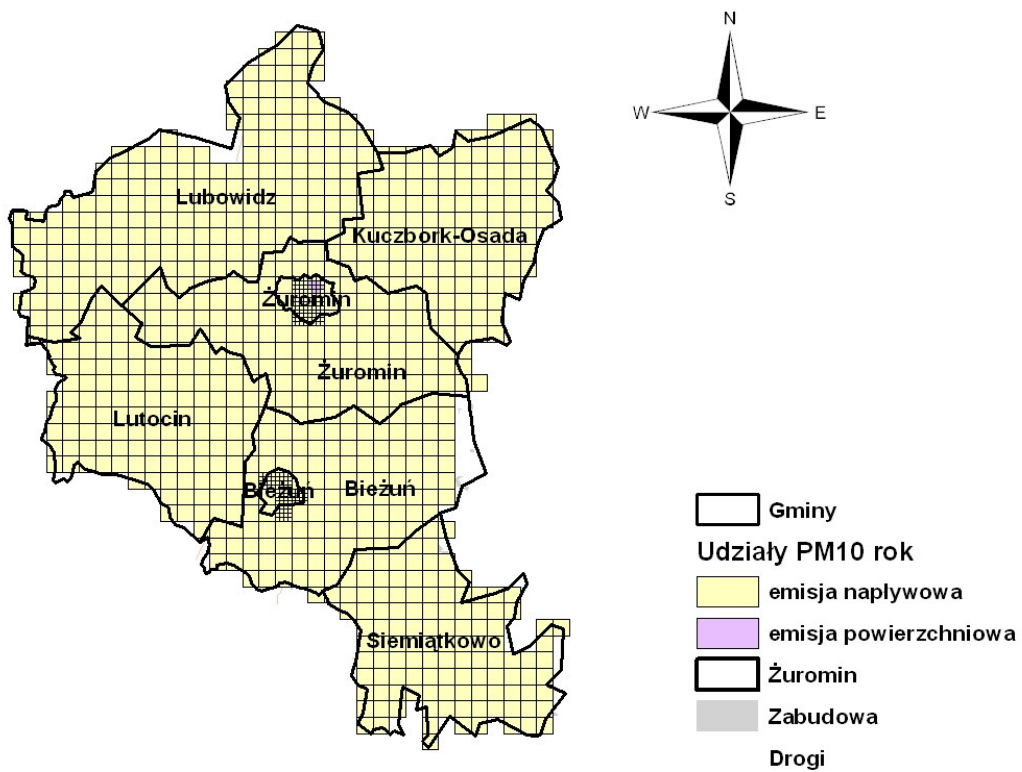 N
W
E
S
Lubowidz
Kuczbork-Osada
Żuromin
Żuromin
Lutocin
Bieżuń
Bieżuń
Siemiątkowo
Gminy
Udziały PM10 rok
emisja napływowa
emisja powierzchniowa
Żuromin
Zabudowa
Drogi